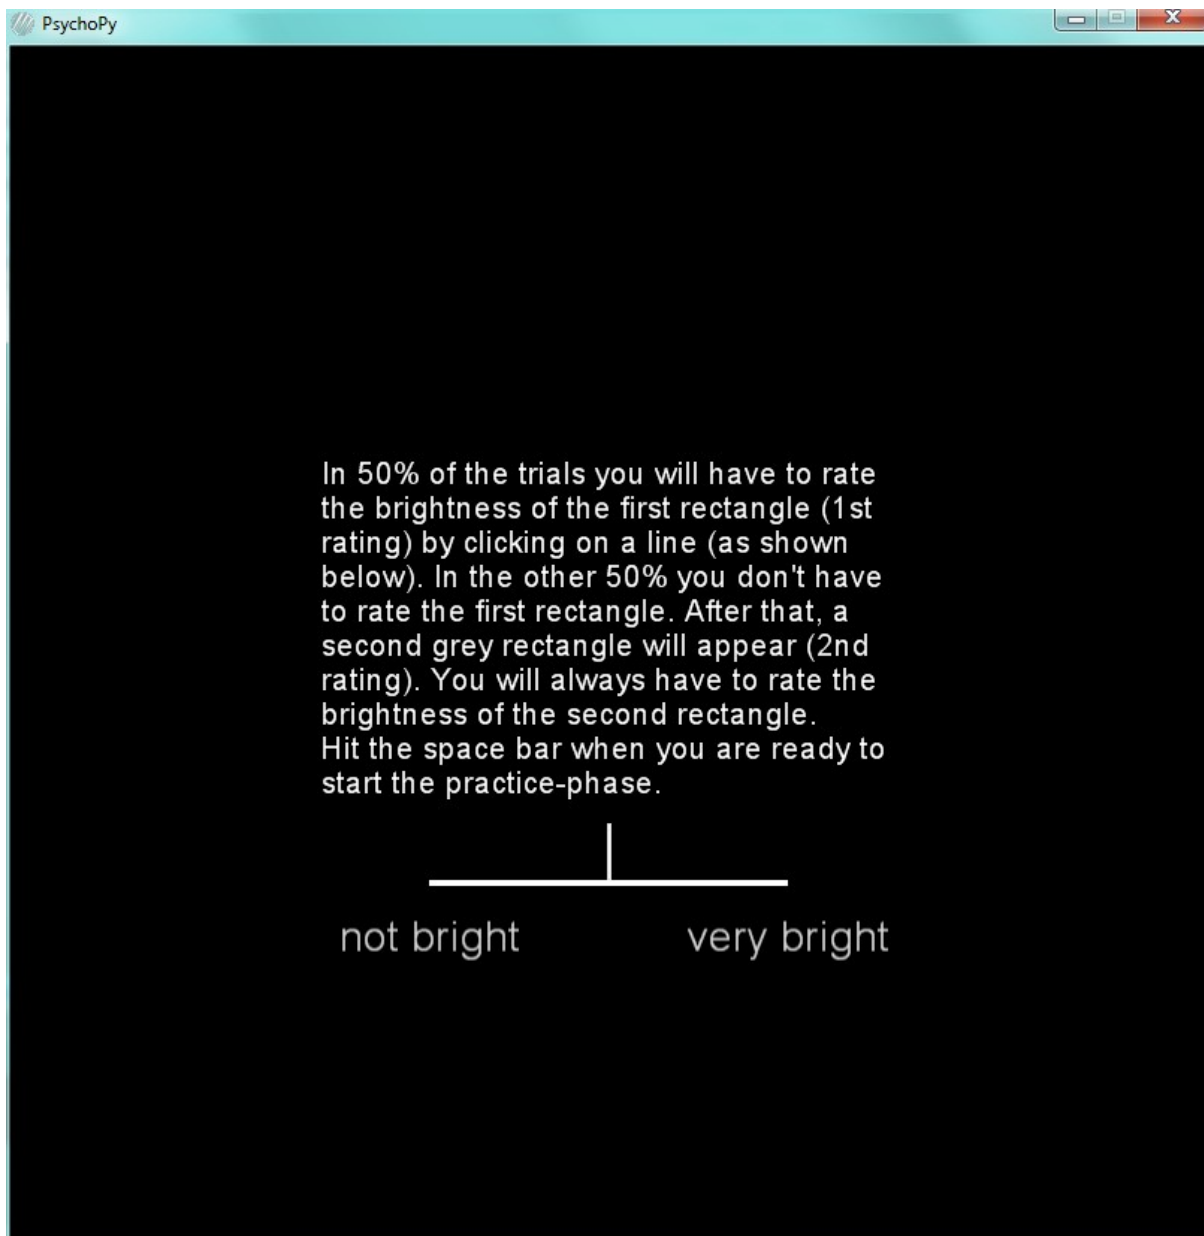 PsychoPy
In 50% of the trials you will have to rate
the brightness of the first rectangle (1st
rating) by clicking on a line (as shown
below). In the other 50% you don't have
to rate the first rectangle. After that, a
second grey rectangle will appear (2nd
rating). You will always have to rate the
brightness of the second rectangle.
Hit the space bar when you are ready to
start the practice-phase.
not bright very bright